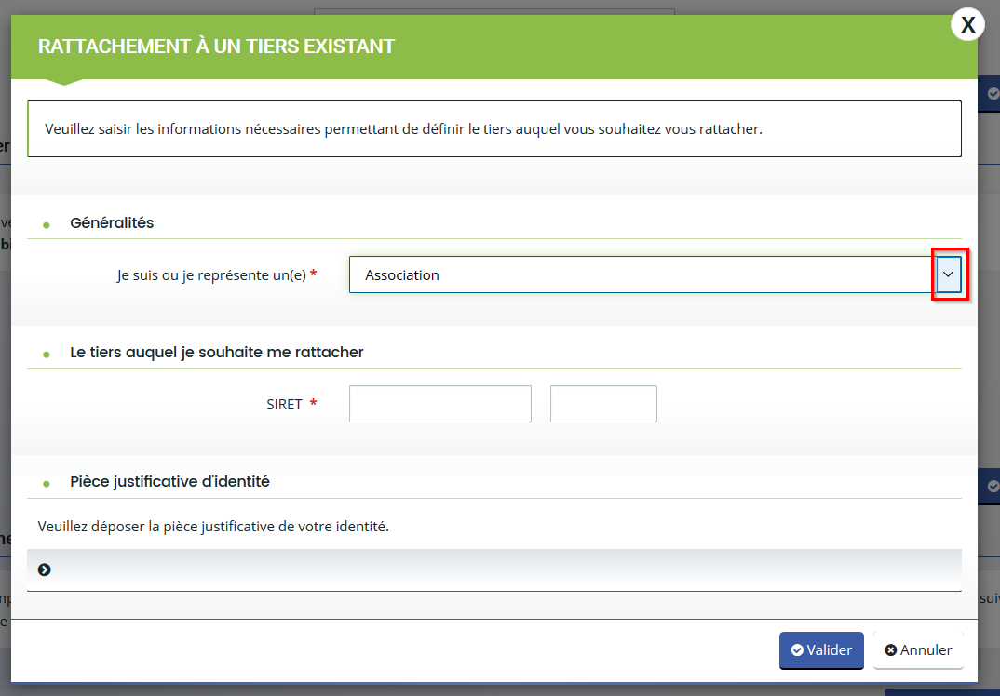 X
RATTACHEMENT À UN TIERS EXISTANT
Veuillez saisir les informations nécessaires permettant de définir le tiers auquel vous souhaitez vous rattacher.
Généralités
Je suis ou je représente un(e) *
Association
Le tiers auquel je souhaite me rattacher
SIRET *
Pièce justificative d'identité
Veuillez déposer la pièce justificative de votre identité.
Valider
Annuler